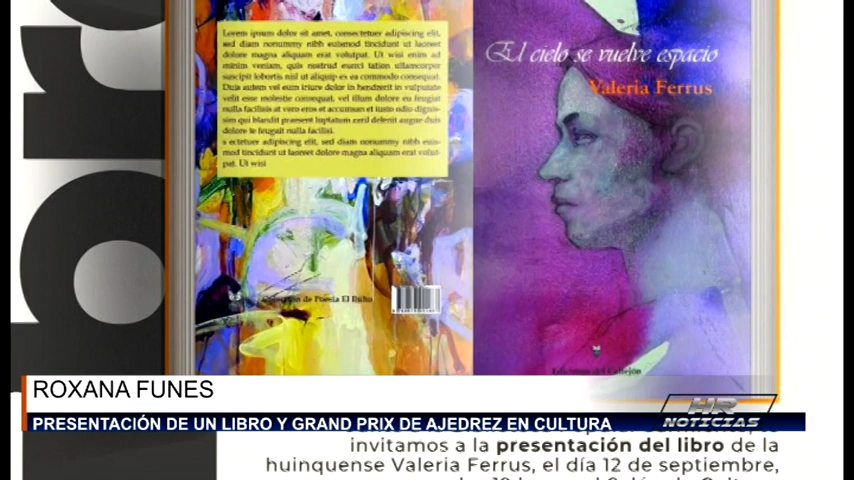 Lorem ipsum dolor sit amet, consectetuer adipiscing elit,
sed diam nonummy nibh euismod tincidunt ut laoreet
dolore magna aliquam erat volutpat. Ut wisi enim ad
minim veniam, quis nostrud exerci tation ullamcorper
suscipit lobortis nisl ut aliquip ex ea commodo consequat.
Duis autem vel eum iriure dolor in hendrerit in vulputate
velit esse molestie consequat, vel illum dolore eu feugiat
nulla facilisis at vero eros et accumsan et iusto odio dignis-
sim qui blandit praesent luptatum zzril delenit augue duis
dolore te feugait nulla facilisi.
s ectetuer adipiscing elit, sed diam nonummy nibh euis-
mod tincidunt ut laoreet dolore magna aliquam erat volut-
pat. Ut wisi
Colección de Poesía El Bicho
El cielo se vuelve espacio
Valeria Ferrus
Ediciones del Callejón
ROXANA FUNES
PRESENTACIÓN DE UN LIBRO Y GRAND PRIX DE AJEDREZ EN CULTURA
HR
NOTICIAS
invitamos a la presentación del libro de la
huinquense Valeria Ferrus, el día 12 de septiembre,